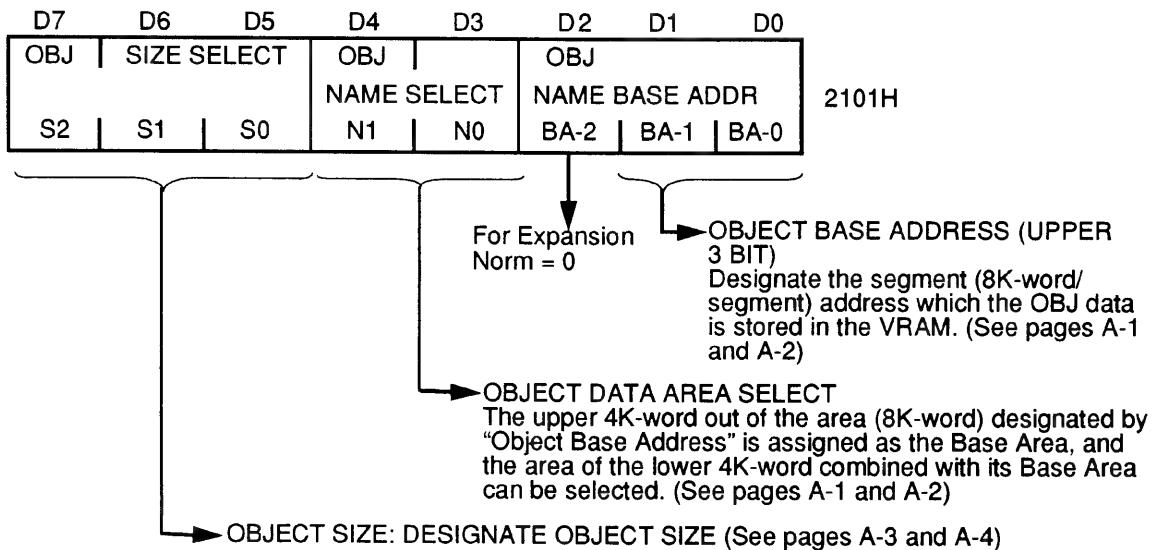 D7 D6 D5 D4 D3 D2 D1 D0
OBJ SIZE SELECT OBJ OBJ
NAME SELECT NAME BASE ADDR
2101H
S2 S1 S0 N1 N0 BA-2 BA-1 BA-0
For Expansion
Norm = 0
OBJECT BASE ADDRESS (UPPER
3 BIT)
Designate the segment (8K-word/
segment) address which the OBJ data
is stored in the VRAM. (See pages A-1
and A-2)
OBJECT DATA AREA SELECT
The upper 4K-word out of the area (8K-word) designated by
“Object Base Address” is assigned as the Base Area, and
the area of the lower 4K-word combined with its Base Area
can be selected. (See pages A-1 and A-2)
OBJECT SIZE: DESIGNATE OBJECT SIZE (See pages A-3 and A-4)